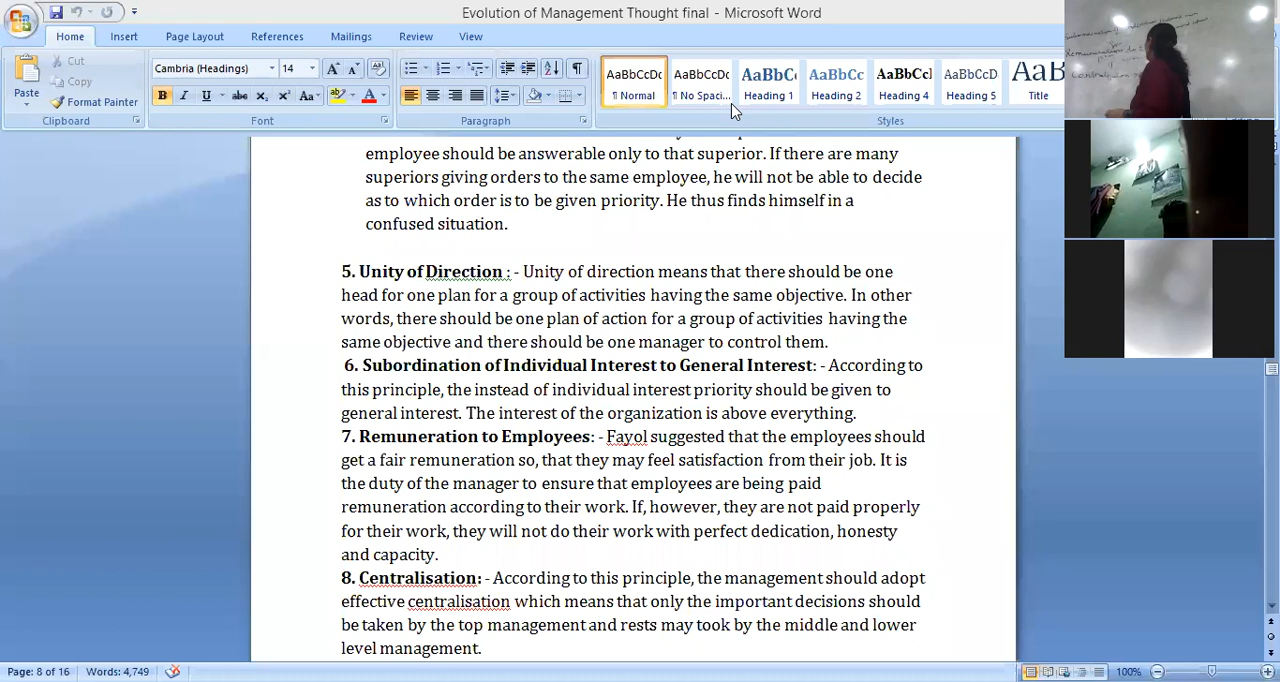 Evolution of Management Thought final - Microsoft Word
Home Insert Page Layout References Mailings Review View
Paste
Cut
Copy
Format Painter
Clipboard
Cambria (Headings) 14
Font
Paragraph
AaBbCcDc AaBbCcDc AaBbC AaBbCc AaBbCcI AaBbCcD AaB
¶ Normal ¶ No Spaci... Heading 1 Heading 2 Heading 4 Heading 5 Title
Styles
employee should be answerable only to that superior. If there are many
superiors giving orders to the same employee, he will not be able to decide
as to which order is to be given priority. He thus finds himself in a
confused situation.
5. Unity of Direction : - Unity of direction means that there should be one
head for one plan for a group of activities having the same objective. In other
words, there should be one plan of action for a group of activities having the
same objective and there should be one manager to control them.
6. Subordination of Individual Interest to General Interest: - According to
this principle, the instead of individual interest priority should be given to
general interest. The interest of the organization is above everything.
7. Remuneration to Employees: - Fayol suggested that the employees should
get a fair remuneration so, that they may feel satisfaction from their job. It is
the duty of the manager to ensure that employees are being paid
remuneration according to their work. If, however, they are not paid properly
for their work, they will not do their work with perfect dedication, honesty
and capacity.
8. Centralisation: - According to this principle, the management should adopt
effective centralisation which means that only the important decisions should
be taken by the top management and rests may took by the middle and lower
level management.
Page: 8 of 16 Words: 4,749 100%